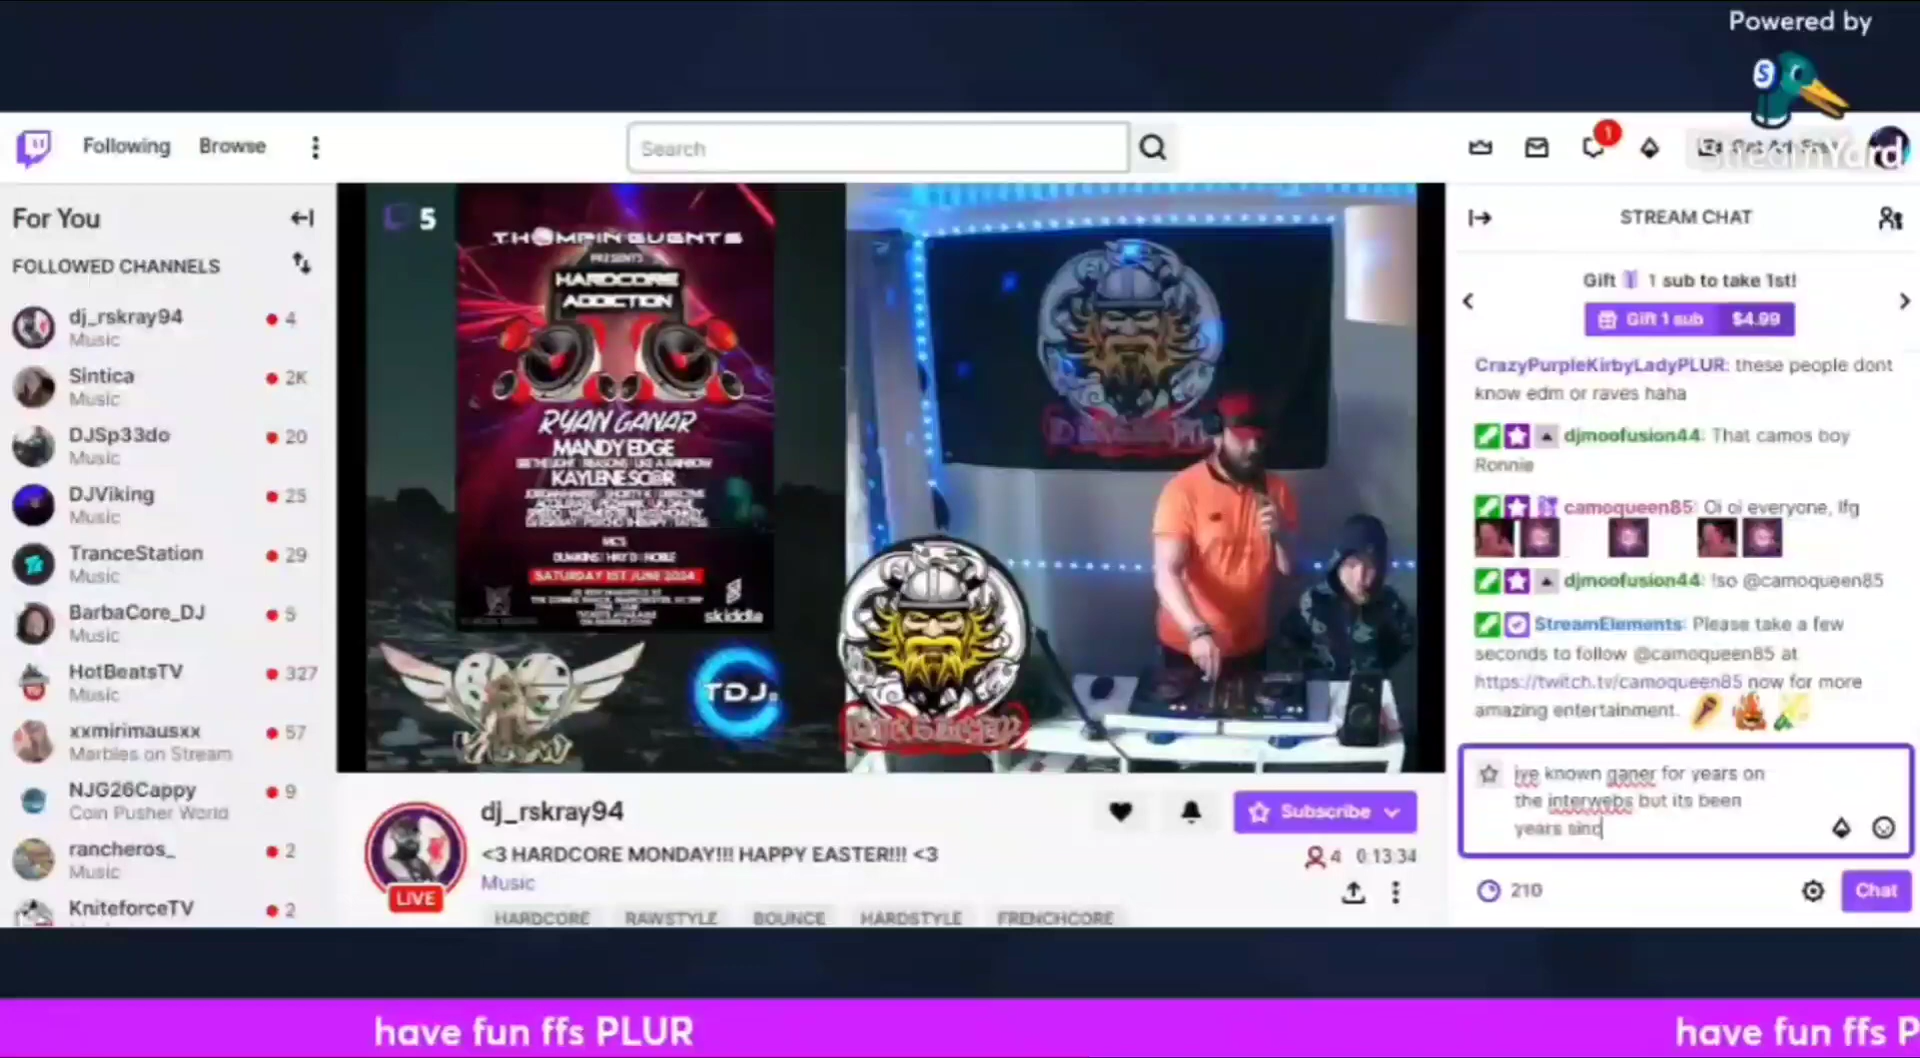 Powered by
StreamYard
Following
Browse
Search
1
For You
FOLLOWED CHANNELS
dj_rskray94
Music
4
Sintica
Music
2K
DJSp33do
Music
20
DJViking
Music
25
TranceStation
Music
29
BarbaCore_DJ
Music
5
HotBeatsTV
Music
327
xxmirimausxx
Marbles on Stream
57
NJG26Cappy
Coin Pusher World
9
rancheros_
Music
2
KniteforceTV
2
5
THOMPIN EVENTS
PRESENTS
HARDCORE
ADDICTION
RYAN GANAR
MANDY EDGE
KAYLENE SCAR
MC'S
SATURDAY 1ST JUNE 2024
skiddle
TDJ
LIVE
dj_rskray94
<3 HARDCORE MONDAY!!! HAPPY EASTER!!! <3
Music
HARDCORE
RAWSTYLE
BOUNCE
HARDSTYLE
FRENCHCORE
Subscribe
4
0:13:34
STREAM CHAT
Gift 1 sub to take 1st!
Gift 1 sub $4.99
CrazyPurpleKirbyLadyPLUR: these people dont
know edm or raves haha
djmoofusion44: That camos boy
Ronnie
camoqueen85: Oi oi everyone, lfg
djmoofusion44: !so @camoqueen85
StreamElements: Please take a few
seconds to follow @camoqueen85 at
https://twitch.tv/camoqueen85 now for more
amazing entertainment.
ive known ganer for years on
the interwebs but its been
years sinc
210
Chat
have fun ffs PLUR
have fun ffs P